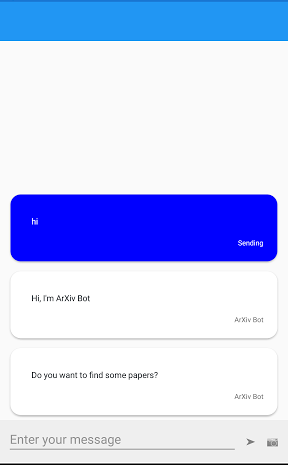 hi
Sending
Hi, I'm ArXiv Bot
ArXiv Bot
Do you want to find some papers?
ArXiv Bot
Enter your message